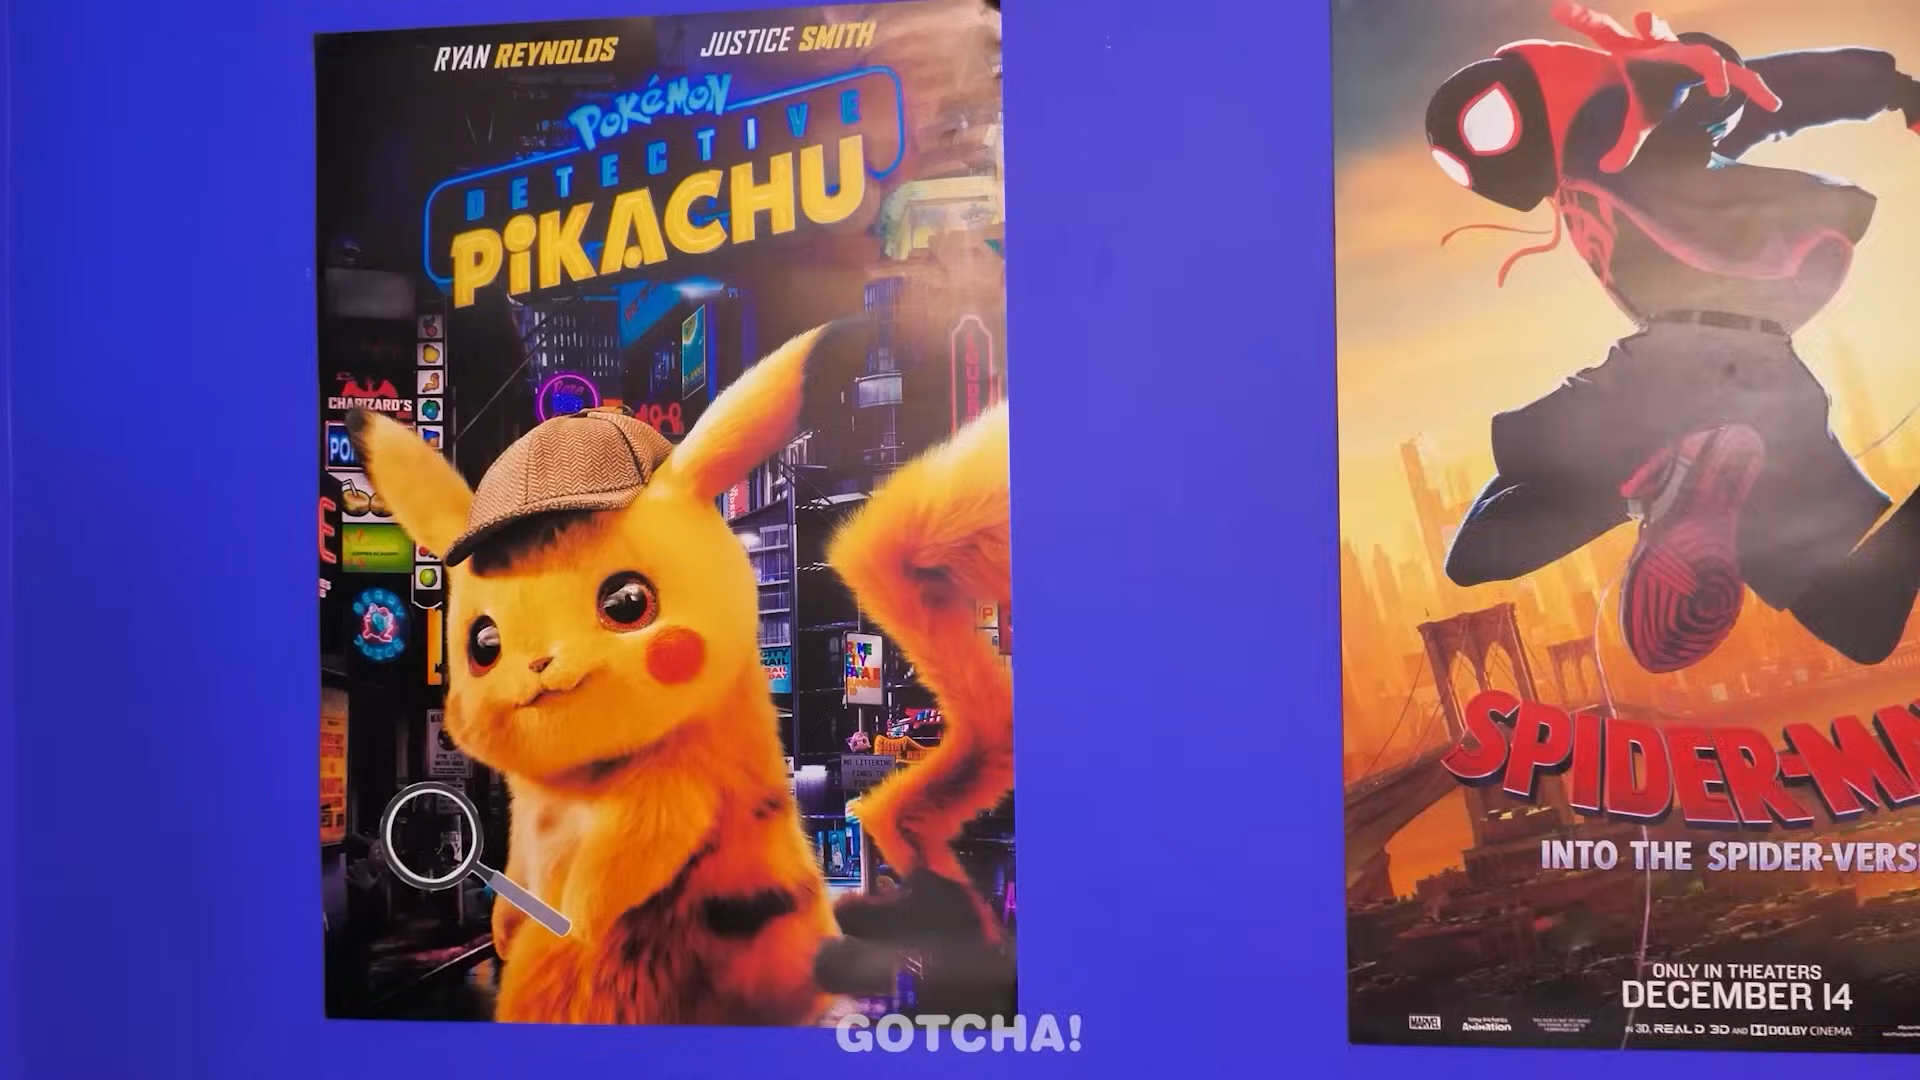 RYAN REYNOLDS
JUSTICE SMITH
POKéMON
DETECTIVE
PiKACHU
CHARIZARD'S
NO LITTERING
SPIDER-MA
INTO THE SPIDER-VERS
ONLY IN THEATERS
DECEMBER 14
MARVEL
Animation
IN 3D, REAL D 3D AND DOLBY CINEMA
GOTCHA!